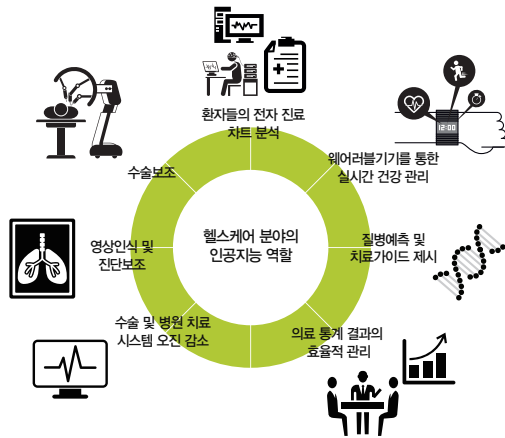 환자들의 전자 진료
차트 분석
웨어러블기기를 통한
실시간 건강 관리
12:00
수술보조
헬스케어 분야의
인공지능 역할
질병예측 및
치료가이드 제시
영상인식 및
진단보조
수술 및 병원 치료
시스템 오진 감소
의료 통계 결과의
효율적 관리